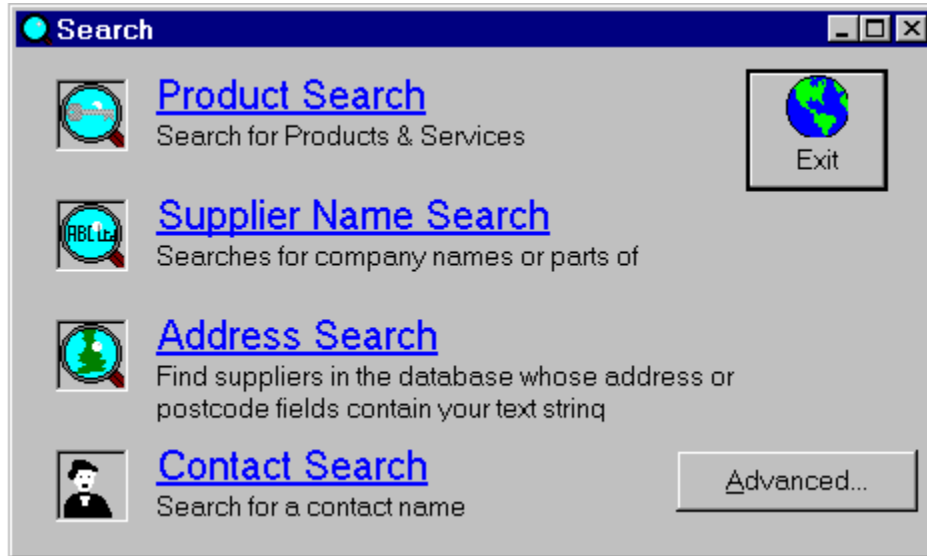 Search
Product Search
Search for Products & Services
Exit
Supplier Name Search
Searches for company names or parts of
ABC Ltd
Address Search
Find suppliers in the database whose address or
postcode fields contain your text string
Contact Search
Search for a contact name
Advanced...